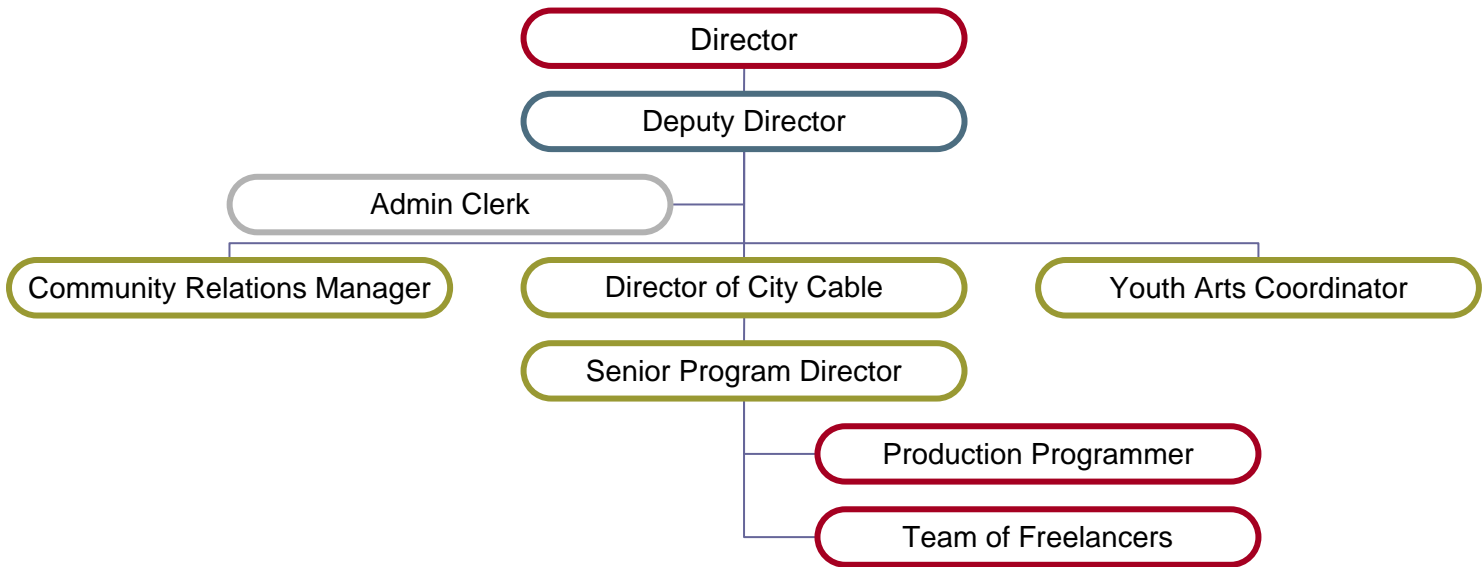 Director
Deputy Director
Admin Clerk
Community Relations Manager
Director of City Cable
Youth Arts Coordinator
Senior Program Director
Production Programmer
Team of Freelancers